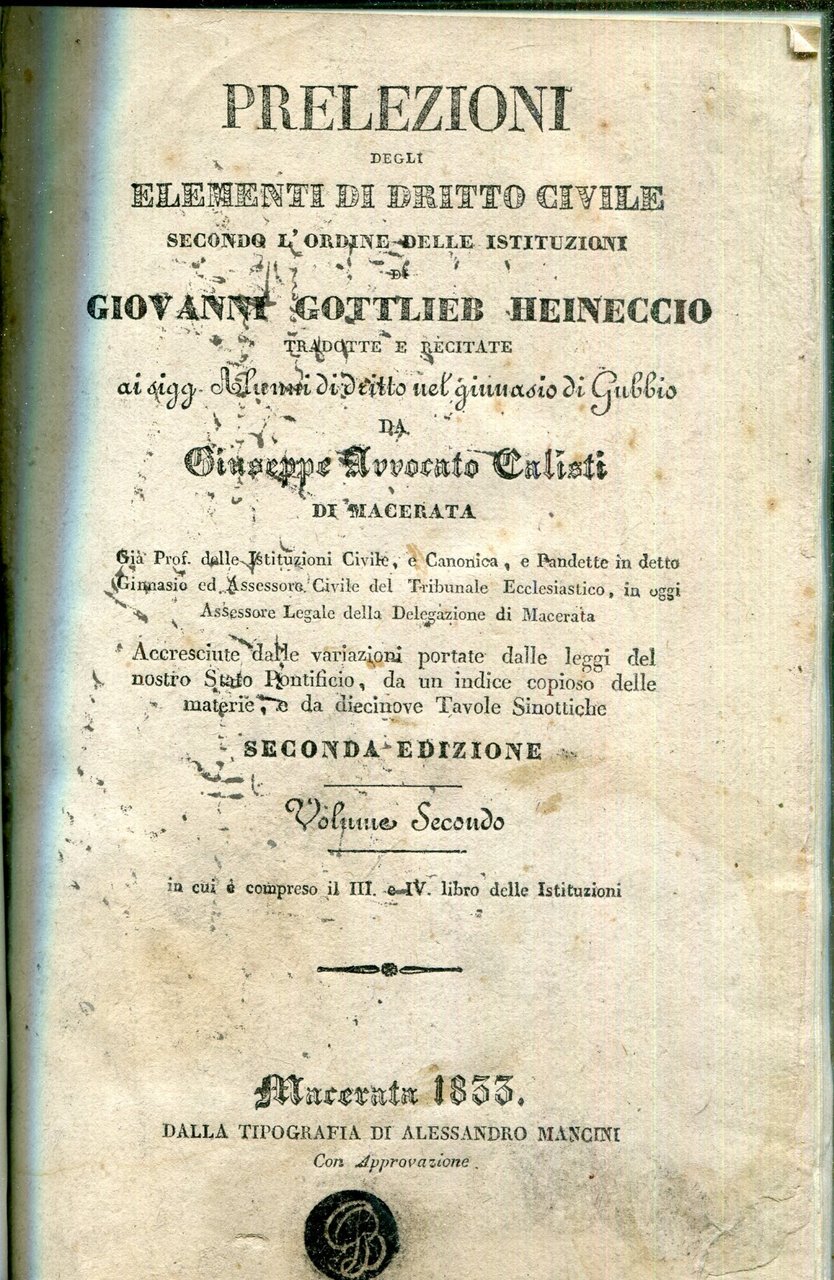 PRELEZIONI
DEGLI
ELEMENTI DI DRITTO CIVILE
SECONDO L'ORDINE DELLE ISTITUZIONI
DI
GIOVANNI GOTTLIEB HEINECCIO
TRADOTTE E RECITATE
ai sigg. Alunni di dritto nel ginnasio di Gubbio
DA
Giuseppe Avvocato Calisti
DI MACERATA
Già Prof. delle Istituzioni Civile, e Canonica, e Pandette in detto
Ginnasio ed Assessore Civile del Tribunale Ecclesiastico, in oggi
Assessore Legale della Delegazione di Macerata
Accresciute dalle variazioni portate dalle leggi del
nostro Stato Pontificio, da un indice copioso delle
materie, e da diecinove Tavole Sinottiche
SECONDA EDIZIONE
Volume Secondo
in cui è compreso il III. e IV. libro delle Istituzioni
Macerata 1833.
DALLA TIPOGRAFIA DI ALESSANDRO MANCINI
Con Approvazione.